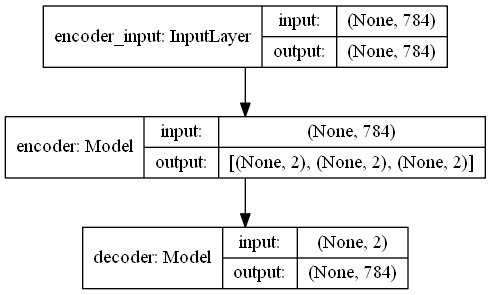 encoder_input: InputLayer
input: (None, 784)
output: (None, 784)
encoder: Model
input: (None, 784)
output: [(None, 2), (None, 2), (None, 2)]
decoder: Model
input: (None, 2)
output: (None, 784)